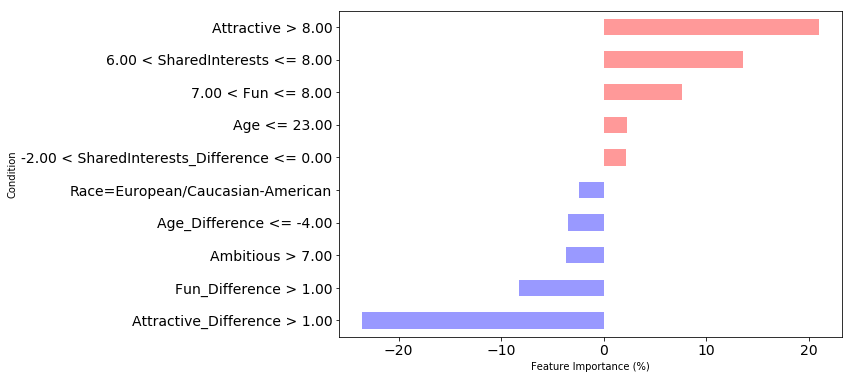 Attractive > 8.00
6.00 < SharedInterests <= 8.00
7.00 < Fun <= 8.00
Age <= 23.00
-2.00 < SharedInterests_Difference <= 0.00
Race=European/Caucasian-American
Age_Difference <= -4.00
Ambitious > 7.00
Fun_Difference > 1.00
Attractive_Difference > 1.00
Condition
−20 −10 0 10 20
Feature Importance (%)